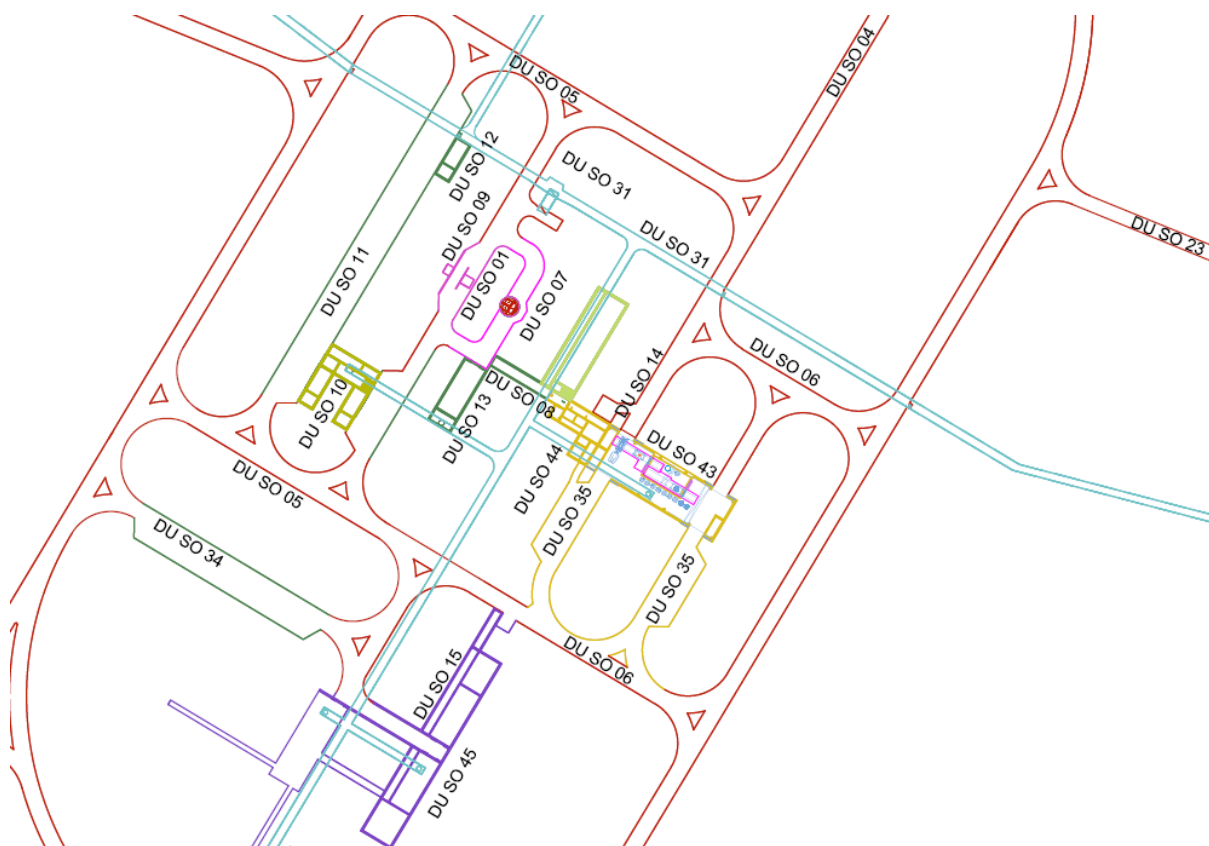 DU SO 05
DU SO 04
DU SO 12
DU SO 31
DU SO 09
DU SO 31
DU SO 23
DU SO 11
DU SO 01
DU SO 07
DU SO 14
DU SO 06
DU SO 10
DU SO 13
DU SO 08
DU SO 43
DU SO 44
DU SO 05
DU SO 35
DU SO 34
DU SO 35
DU SO 06
DU SO 15
DU SO 45